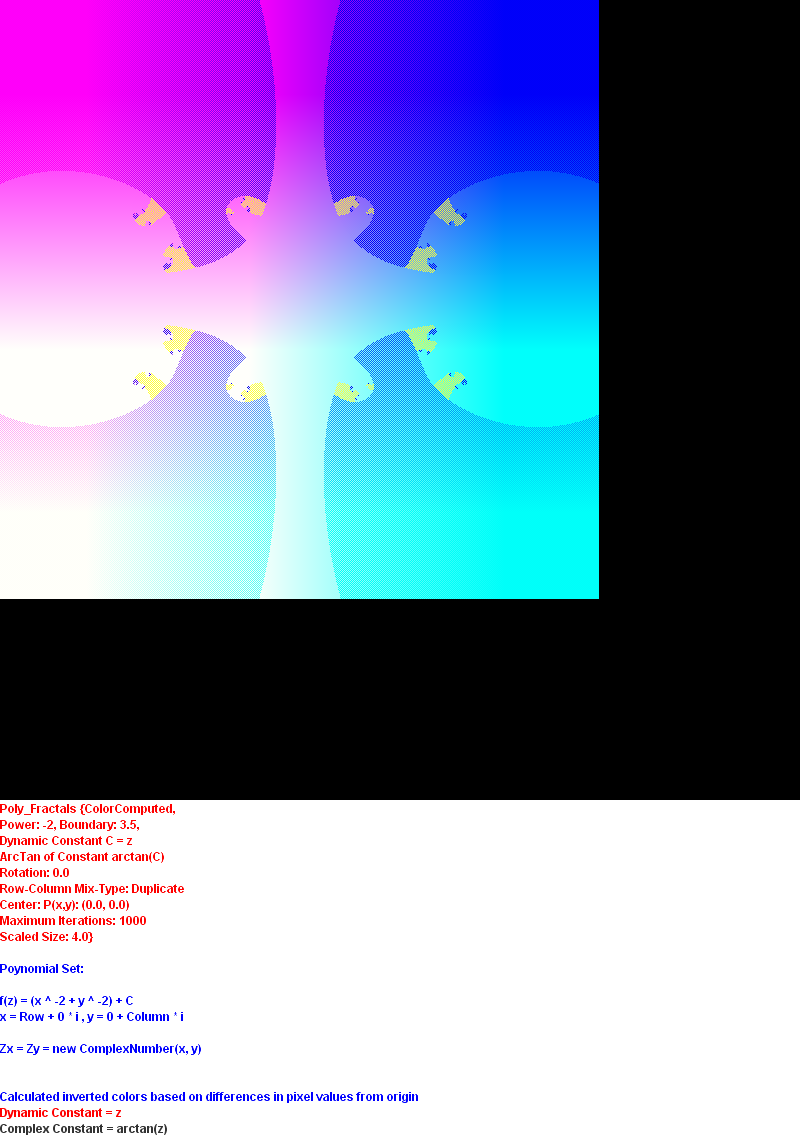 Poly_Fractals {ColorComputed,
Power: -2, Boundary: 3.5,
Dynamic Constant C = z
ArcTan of Constant arctan(C)
Rotation: 0.0
Row-Column Mix-Type: Duplicate
Center: P(x,y): (0.0, 0.0)
Maximum Iterations: 1000
Scaled Size: 4.0}
Poynomial Set:
f(z) = (x ^ -2 + y ^ -2) + C
x = Row + 0 * i , y = 0 + Column * i
Zx = Zy = new ComplexNumber(x, y)
Calculated inverted colors based on differences in pixel values from origin
Dynamic Constant = z
Complex Constant = arctan(z)